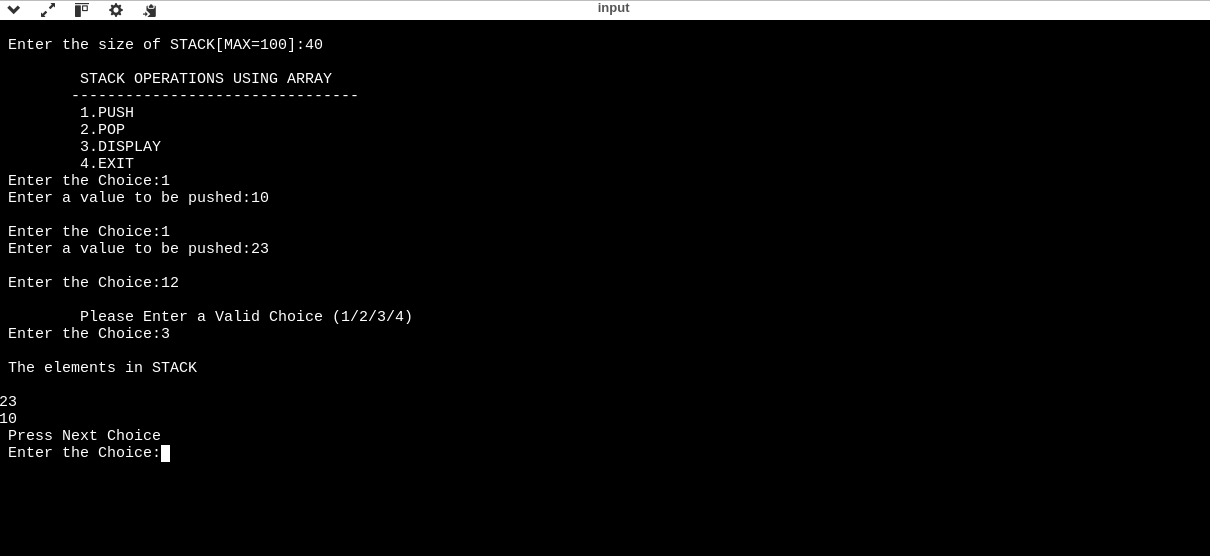 input
Enter the size of STACK[MAX=100]:40
STACK OPERATIONS USING ARRAY
--------------------------------
1.PUSH
2.POP
3.DISPLAY
4.EXIT
Enter the Choice:1
Enter a value to be pushed:10
Enter the Choice:1
Enter a value to be pushed:23
Enter the Choice:12
Please Enter a Valid Choice (1/2/3/4)
Enter the Choice:3
The elements in STACK
23
10
Press Next Choice
Enter the Choice: